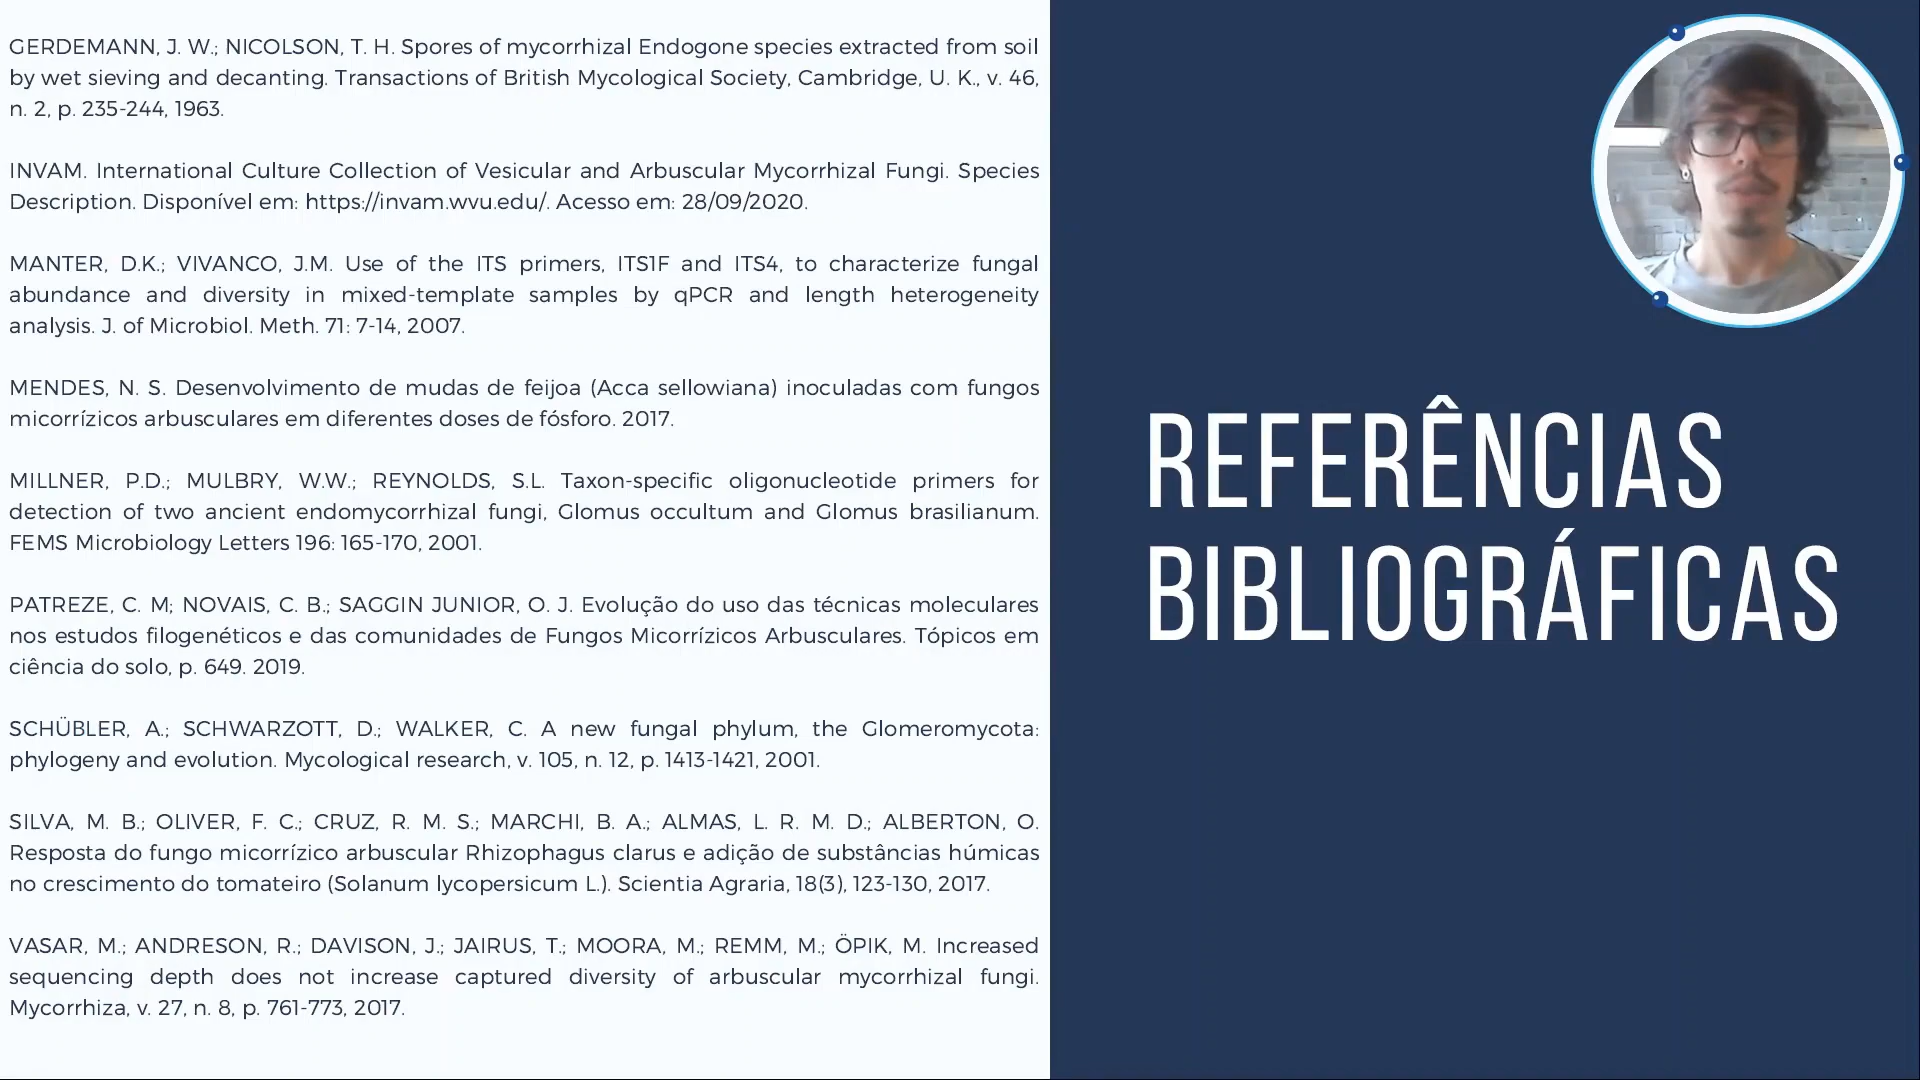 GERDEMANN, J. W.; NICOLSON, T. H. Spores of mycorrhizal Endogone species extracted from soil
by wet sieving and decanting. Transactions of British Mycological Society, Cambridge, U. K., v. 46,
n. 2, p. 235-244, 1963.
INVAM. International Culture Collection of Vesicular and Arbuscular Mycorrhizal Fungi. Species
Description. Disponível em: https://invam.wvu.edu/. Acesso em: 28/09/2020.
MANTER, D.K.; VIVANCO, J.M. Use of the ITS primers, ITS1F and ITS4, to characterize fungal
abundance and diversity in mixed-template samples by qPCR and length heterogeneity
analysis. J. of Microbiol. Meth. 71: 7-14, 2007.
MENDES, N. S. Desenvolvimento de mudas de feijoa (Acca sellowiana) inoculadas com fungos
micorrízicos arbusculares em diferentes doses de fósforo. 2017.
MILLNER, P.D.; MULBRY, W.W.; REYNOLDS, S.L. Taxon-specific oligonucleotide primers for
detection of two ancient endomycorrhizal fungi, Glomus occultum and Glomus brasilianum.
FEMS Microbiology Letters 196: 165-170, 2001.
PATREZE, C. M; NOVAIS, C. B.; SAGGIN JUNIOR, O. J. Evolução do uso das técnicas moleculares
nos estudos filogenéticos e das comunidades de Fungos Micorrízicos Arbusculares. Tópicos em
ciência do solo, p. 649. 2019.
SCHÜBLER, A.; SCHWARZOTT, D.; WALKER, C. A new fungal phylum, the Glomeromycota:
phylogeny and evolution. Mycological research, v. 105, n. 12, p. 1413-1421, 2001.
SILVA, M. B.; OLIVER, F. C.; CRUZ, R. M. S.; MARCHI, B. A.; ALMAS, L. R. M. D.; ALBERTON, O.
Resposta do fungo micorrízico arbuscular Rhizophagus clarus e adição de substâncias húmicas
no crescimento do tomateiro (Solanum lycopersicum L.). Scientia Agraria, 18(3), 123-130, 2017.
VASAR, M.; ANDRESON, R.; DAVISON, J.; JAIRUS, T.; MOORA, M.; REMM, M.; ÖPIK, M. Increased
sequencing depth does not increase captured diversity of arbuscular mycorrhizal fungi.
Mycorrhiza, v. 27, n. 8, p. 761-773, 2017.
REFERÊNCIAS
BIBLIOGRÁFICAS